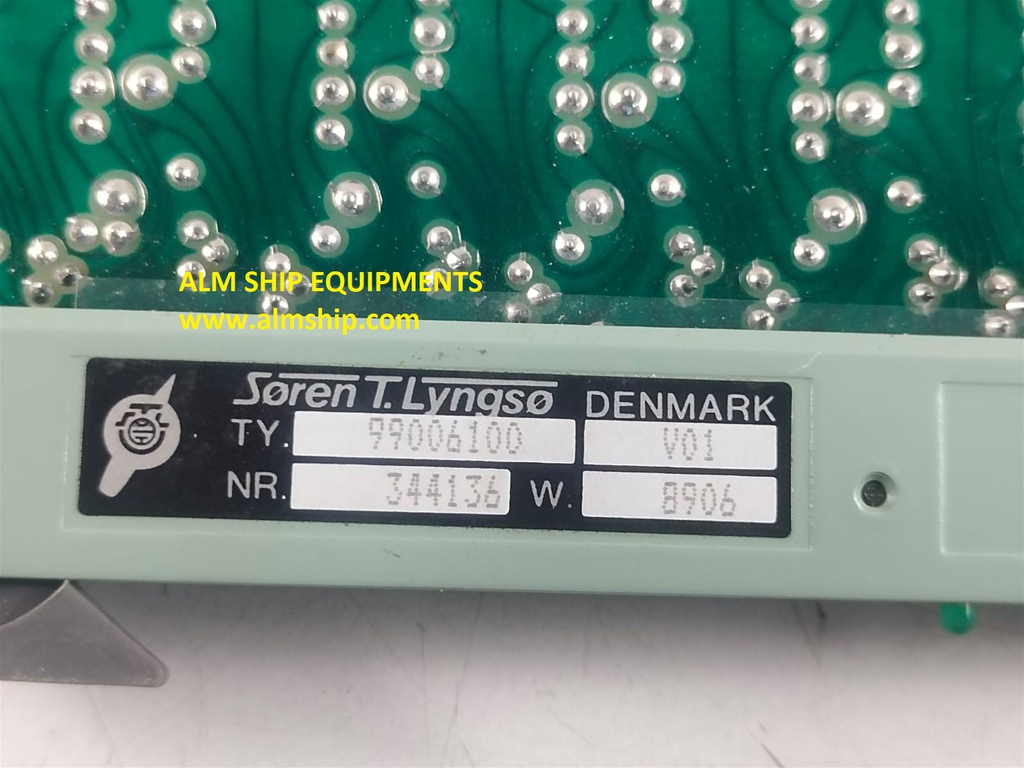 ALM SHIP EQUIPMENTS
www.almship.com
Søren T. Lyngsø DENMARK
TY. 99006100 V01
NR. 344136 W. 8906